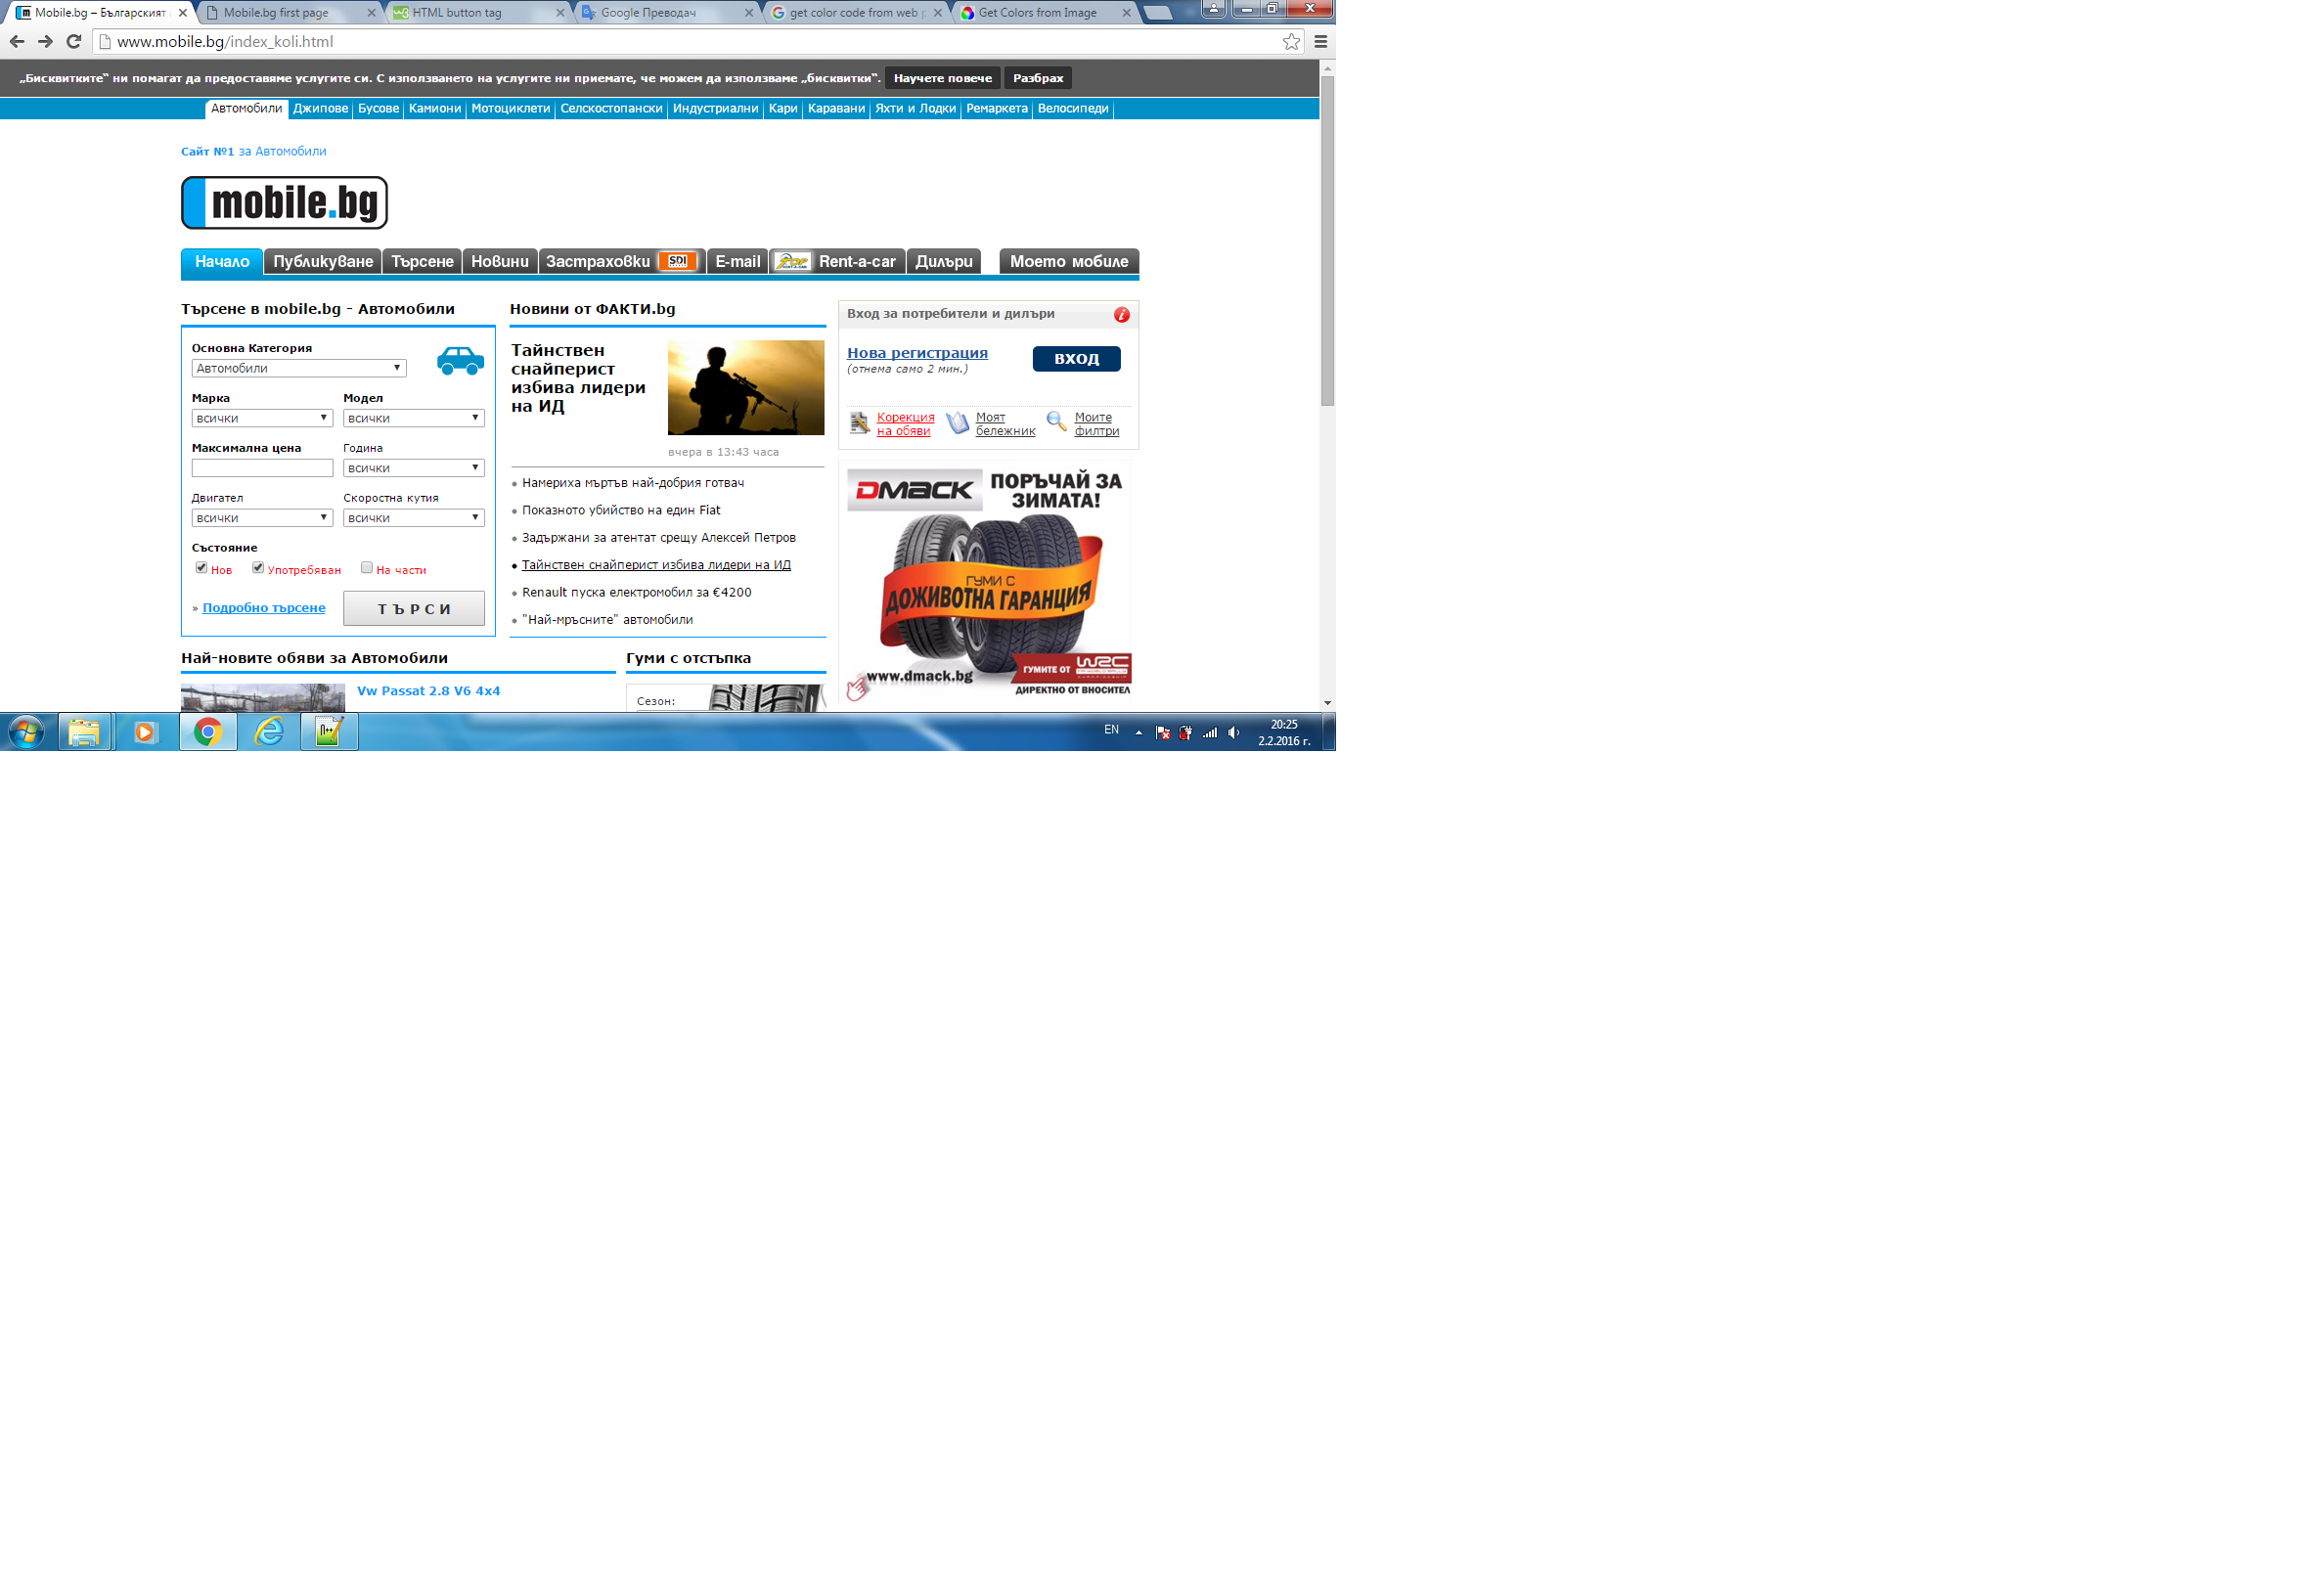 Mobile.bg – Българският
Mobile.bg first page
HTML button tag
Google Преводач
get color code from web p
Get Colors from Image
www.mobile.bg/index_koli.html
„Бисквитките“ ни помагат да предоставяме услугите си. С използването на услугите ни приемате, че можем да използваме „бисквитки“. Научете повече Разбрах
Автомобили Джипове Бусове Камиони Мотоциклети Селскостопански Индустриални Кари Каравани Яхти и Лодки Ремаркета Велосипеди
Сайт №1 за Автомобили
mobile.bg
Начало Публикуване Търсене Новини Застраховки SDI E-mail TOP RENT-A-CAR Rent-a-car Дилъри Моето мобиле
Търсене в mobile.bg - Автомобили
Основна Категория
Автомобили
Марка Модел
всички всички
Максимална цена Година
всички
Двигател Скоростна кутия
всички всички
Състояние
Нов Употребяван На части
» Подробно търсене ТЪРСИ
Новини от ФАКТИ.bg
Тайнствен
снайперист
избива лидери
на ИД
вчера в 13:43 часа
Намериха мъртъв най-добрия готвач
Показното убийство на един Fiat
Задържани за атентат срещу Алексей Петров
Тайнствен снайперист избива лидери на ИД
Renault пуска електромобил за €4200
"Най-мръсните" автомобили
Вход за потребители и дилъри
Нова регистрация ВХОД
(отнема само 2 мин.)
Корекция
на обяви
Моят
бележник
Моите
филтри
DMACK
ПОРЪЧАЙ ЗА
ЗИМАТА!
ГУМИ С
ДОЖИВОТНА ГАРАНЦИЯ
ГУМИТЕ ОТ WRC
www.dmack.bg
ДИРЕКТНО ОТ ВНОСИТЕЛ
Най-новите обяви за Автомобили
Vw Passat 2.8 V6 4x4
Гуми с отстъпка
Сезон:
EN
20:25
2.2.2016 г.